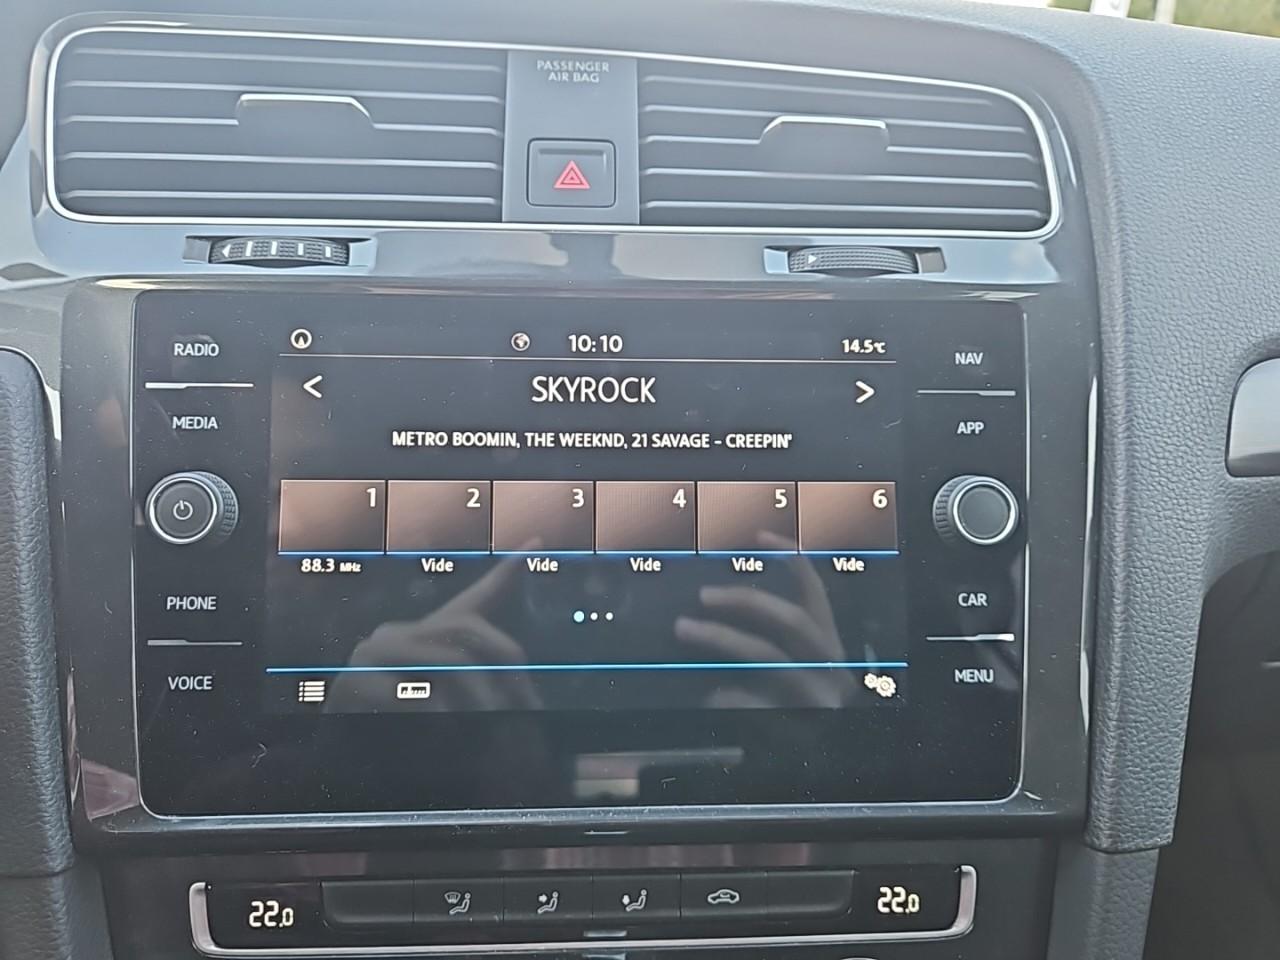 PASSENGER
AIR BAG
RADIO
MEDIA
PHONE
VOICE
10:10
14.5°C
<
SKYROCK
>
METRO BOOMIN, THE WEEKND, 21 SAVAGE - CREEPIN'
1
2
3
4
5
6
88.3 MHz
Vide
Vide
Vide
Vide
Vide
NAV
APP
CAR
MENU
22.0
22.0